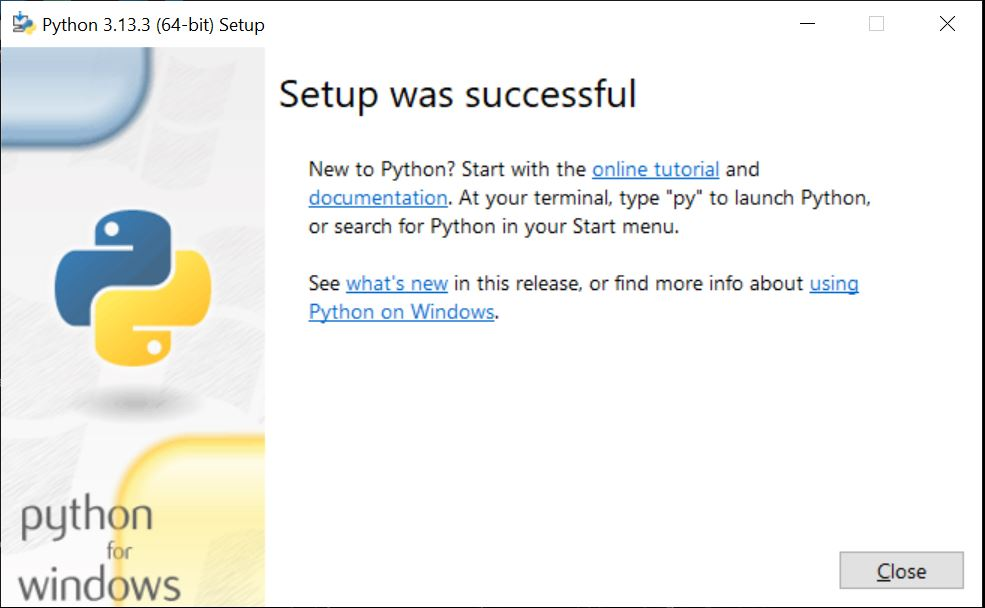 Python 3.13.3 (64-bit) Setup
Setup was successful
New to Python? Start with the online tutorial and
documentation. At your terminal, type "py" to launch Python,
or search for Python in your Start menu.
See what's new in this release, or find more info about using
Python on Windows.
python
for
windows
Close